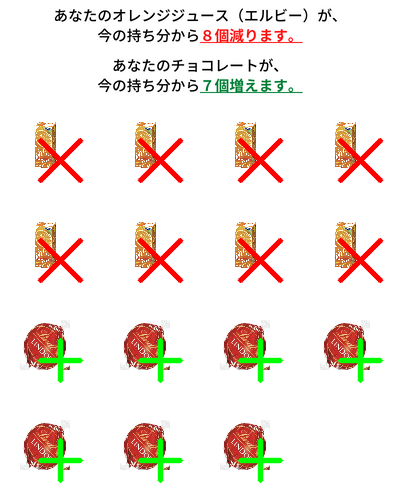 あなたのオレンジジュース（エルビー）が、
今の持ち分から８個減ります。
あなたのチョコレートが、
今の持ち分から７個増えます。